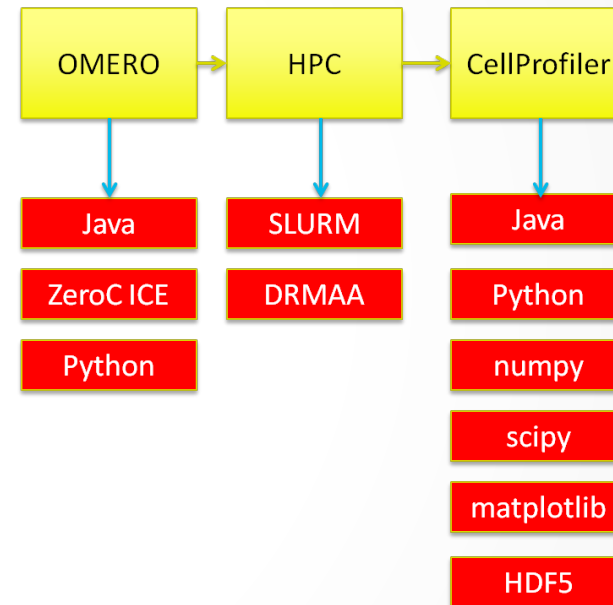 OMERO
HPC
CellProfiler
Java
ZeroC ICE
Python
SLURM
DRMAA
Java
Python
numpy
scipy
matplotlib
HDF5